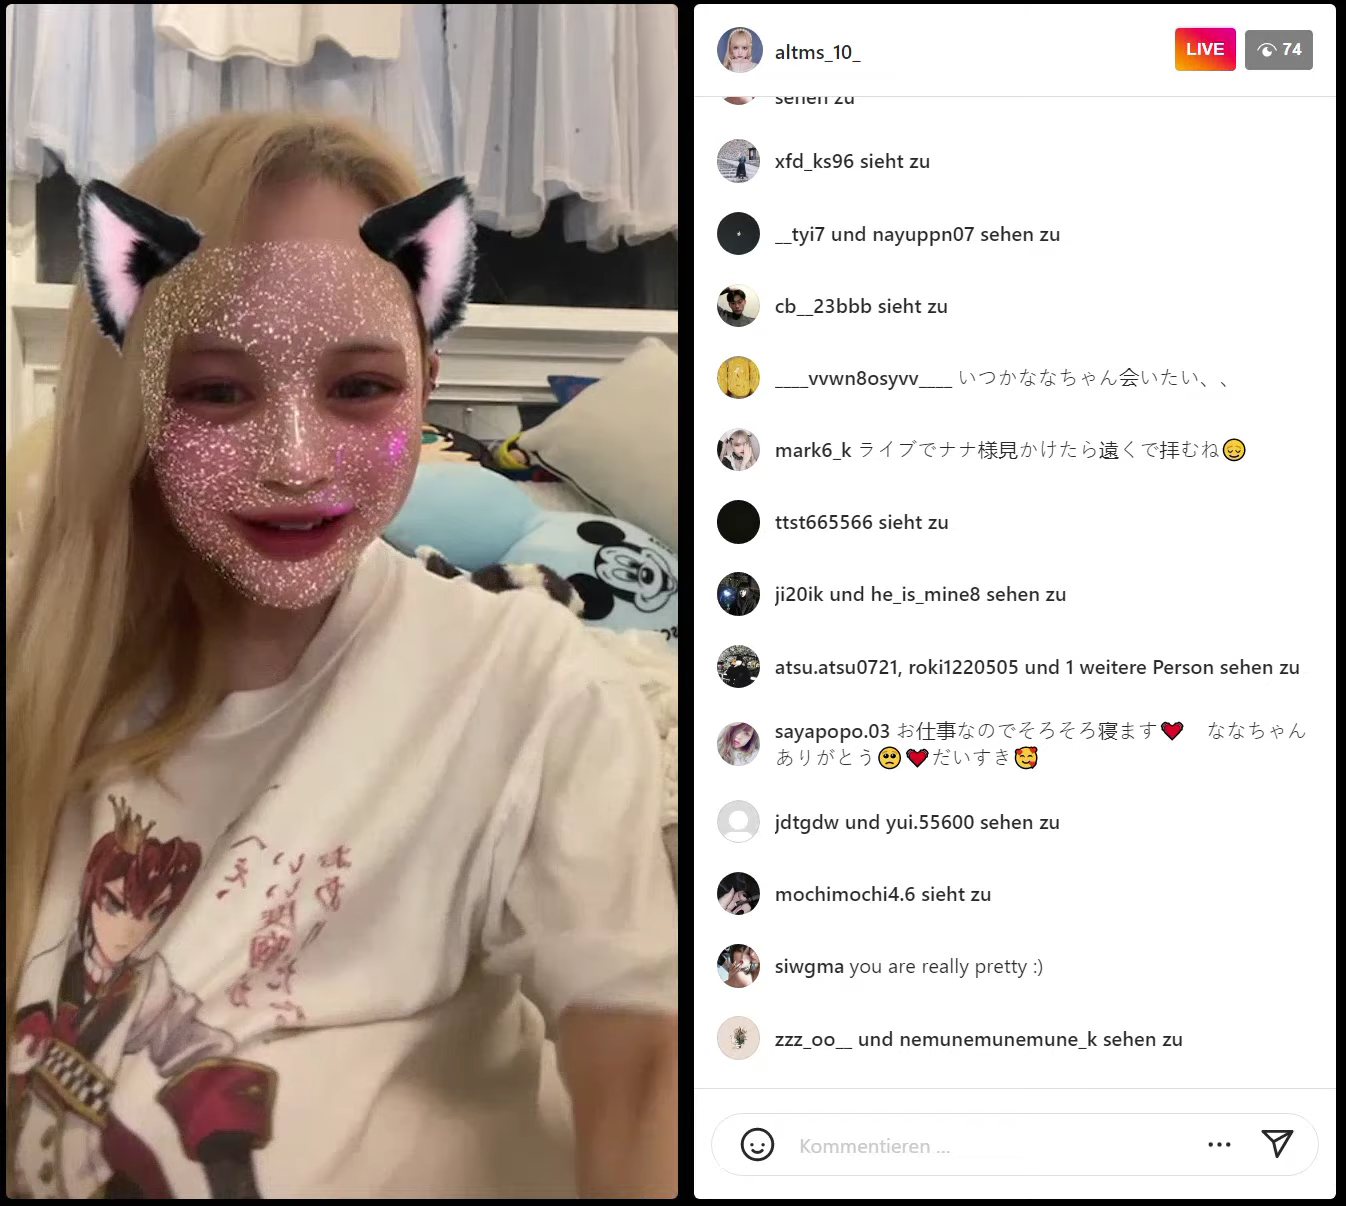 altms_10_
LIVE
74
sehen zu
xfd_ks96 sieht zu
__tyi7 und nayuppn07 sehen zu
cb__23bbb sieht zu
____vvwn8osyvv____ いつかななちゃん会いたい、、
mark6_k ライブでナナ様見かけたら遠くで拝むね😌
ttst665566 sieht zu
ji20ik und he_is_mine8 sehen zu
atsu.atsu0721, roki1220505 und 1 weitere Person sehen zu
sayapopo.03 お仕事なのでそろそろ寝ます❤️ ななちゃん
ありがとう🥺❤️だいすき🥰
jdtgdw und yui.55600 sehen zu
mochimochi4.6 sieht zu
siwgma you are really pretty :)
zzz_oo__ und nemunemunemune_k sehen zu
Kommentieren ...